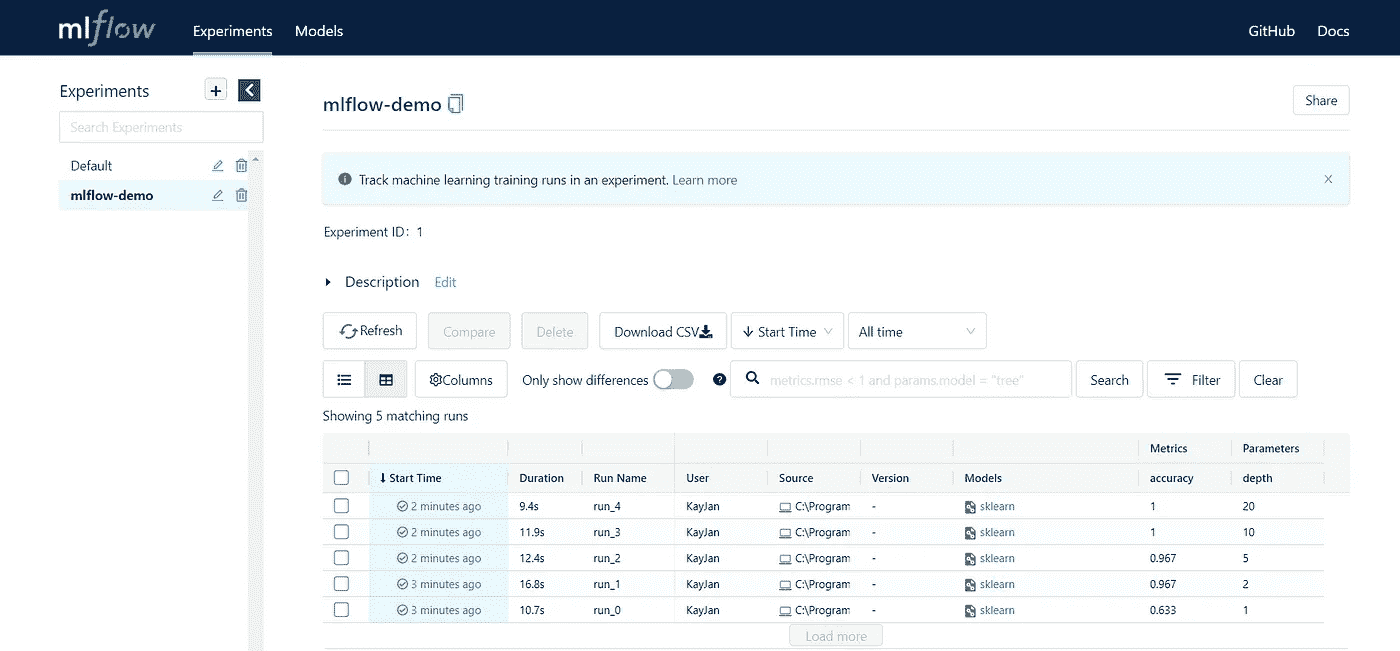 mlflow Experiments Models GitHub Docs
Experiments +
Search Experiments
Default
mlflow-demo
mlflow-demo Share
Track machine learning training runs in an experiment. Learn more
Experiment ID: 1
Description Edit
Refresh Compare Delete Download CSV Start Time All time
Columns Only show differences metrics.rmse < 1 and params.model = "tree" Search Filter Clear
Showing 5 matching runs
Metrics Parameters
Start Time Duration Run Name User Source Version Models accuracy depth
2 minutes ago 9.4s run_4 KayJan C:\Program - sklearn 1 20
2 minutes ago 11.9s run_3 KayJan C:\Program - sklearn 1 10
2 minutes ago 12.4s run_2 KayJan C:\Program - sklearn 0.967 5
3 minutes ago 16.8s run_1 KayJan C:\Program - sklearn 0.967 2
3 minutes ago 10.7s run_0 KayJan C:\Program - sklearn 0.633 1
Load more